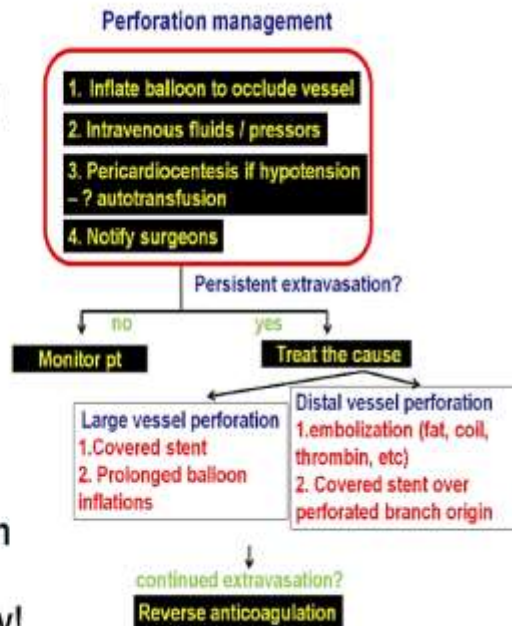 Perforation management
1. Inflate balloon to occlude vessel
2. Intravenous fluids / pressors
3. Pericardiocentesis if hypotension
– ? autotransfusion
4. Notify surgeons
Persistent extravasation?
no
yes
Monitor pt
Treat the cause
Large vessel perforation
1.Covered stent
2. Prolonged balloon
inflations
Distal vessel perforation
1.embolization (fat, coil,
thrombin, etc)
2. Covered stent over
perforated branch origin
continued extravasation?
Reverse anticoagulation